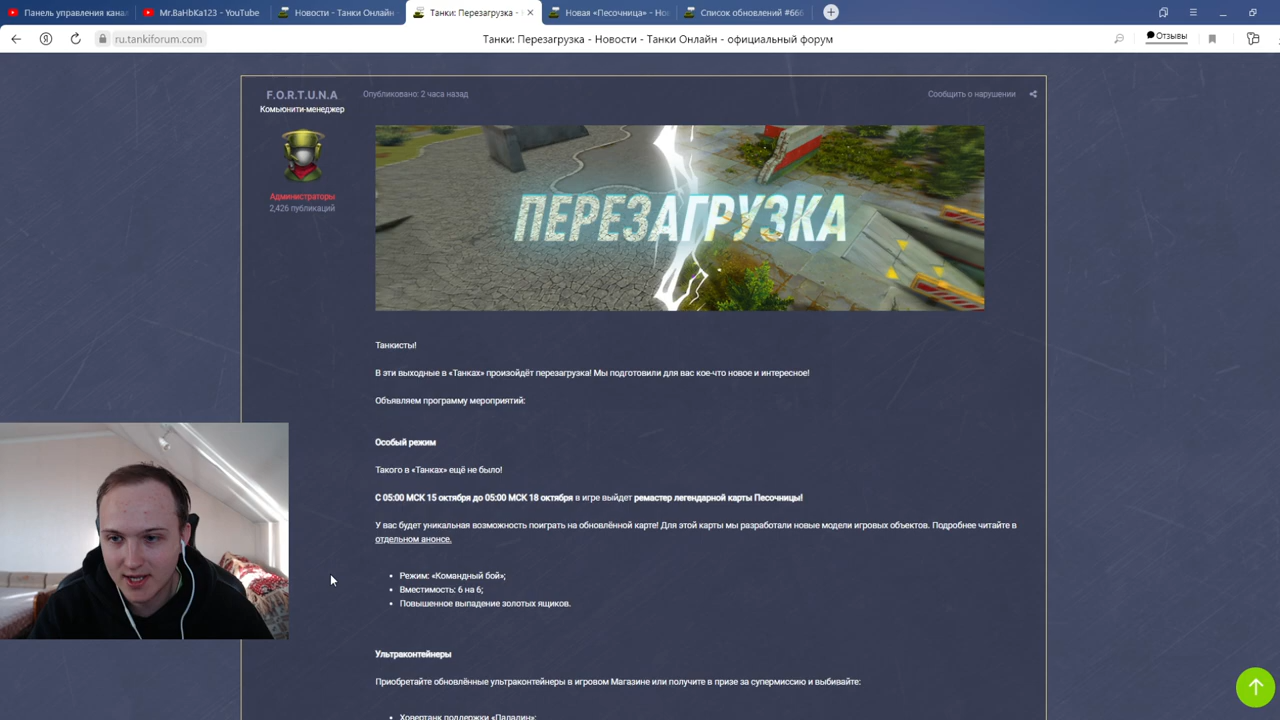 Панель управления канал
Mr.BaHbKa123 - YouTube
Новости - Танки Онлайн
Танки: Перезагрузка -
Новая «Песочница» - Нов
Список обновлений #666
ru.tankiforum.com
Танки: Перезагрузка - Новости - Танки Онлайн - официальный форум
Отзывы
F.O.R.T.U.N.A
Комьюнити-менеджер
Опубликовано: 2 часа назад
Сообщить о нарушении
Администраторы
2,426 публикаций
ПЕРЕЗАГРУЗКА
Танкисты!
В эти выходные в «Танках» произойдёт перезагрузка! Мы подготовили для вас кое-что новое и интересное!
Объявляем программу мероприятий:
Особый режим
Такого в «Танках» ещё не было!
С 05:00 МСК 15 октября до 05:00 МСК 18 октября в игре выйдет ремастер легендарной карты Песочницы!
У вас будет уникальная возможность поиграть на обновлённой карте! Для этой карты мы разработали новые модели игровых объектов. Подробнее читайте в
отдельном анонсе.
• Режим: «Командный бой»;
• Вместимость: 6 на 6;
• Повышенное выпадение золотых ящиков.
Ультраконтейнеры
Приобретайте обновлённые ультраконтейнеры в игровом Магазине или получите в призе за супермиссию и выбивайте:
• Ховертанк поддержки «Паладин»;